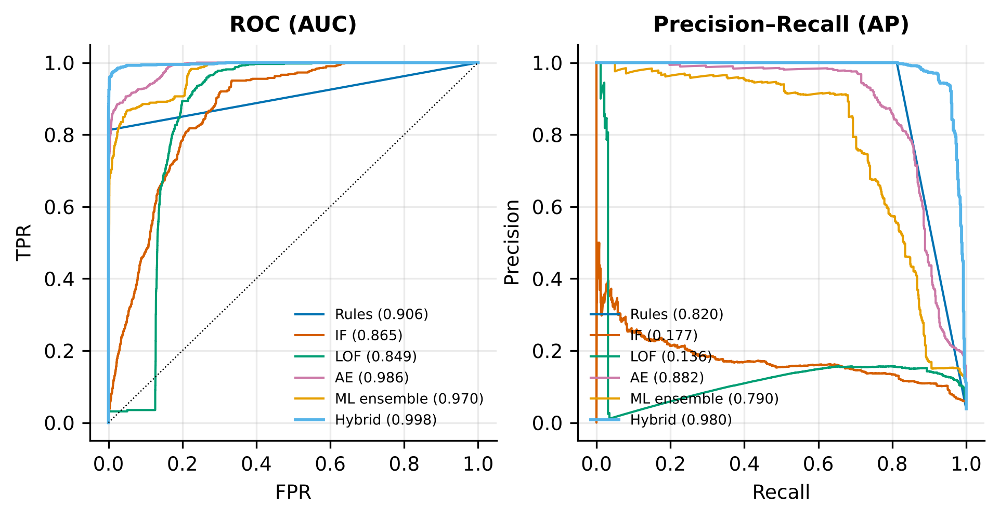 ROC (AUC)
1.0
0.8
0.6
0.4
0.2
0.0
TPR
0.0 0.2 0.4 0.6 0.8 1.0
FPR
Rules (0.906)
IF (0.865)
LOF (0.849)
AE (0.986)
ML ensemble (0.970)
Hybrid (0.998)
Precision–Recall (AP)
1.0
0.8
0.6
0.4
0.2
0.0
Precision
0.0 0.2 0.4 0.6 0.8 1.0
Recall
Rules (0.820)
IF (0.177)
LOF (0.136)
AE (0.882)
ML ensemble (0.790)
Hybrid (0.980)